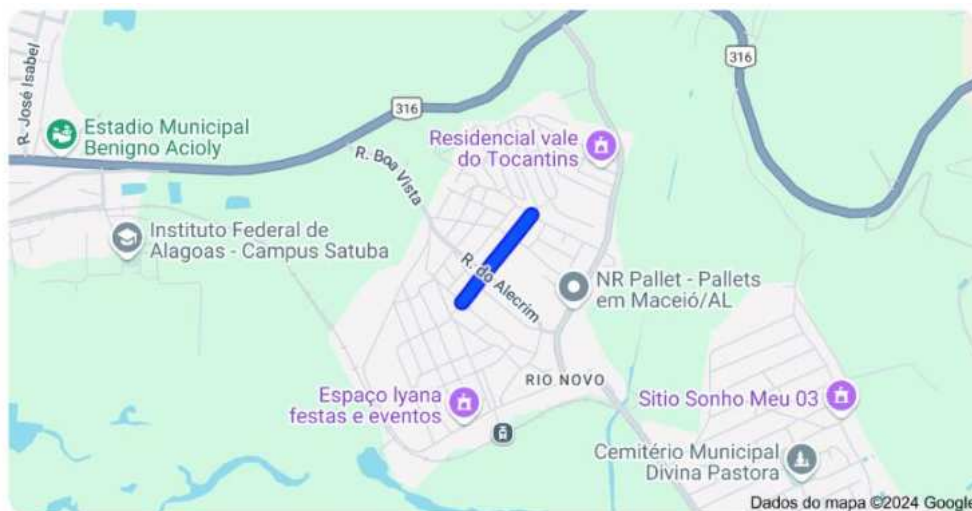 R. José Isabel
316
316
Estadio Municipal
Benigno Acioly
Residencial vale
do Tocantins
R. Boa Vista
Instituto Federal de
Alagoas - Campus Satuba
R. do Alecrim
NR Pallet - Pallets
em Maceió/AL
RIO NOVO
Espaço Iyana
festas e eventos
Sitio Sonho Meu 03
Cemitério Municipal
Divina Pastora
Dados do mapa ©2024 Google